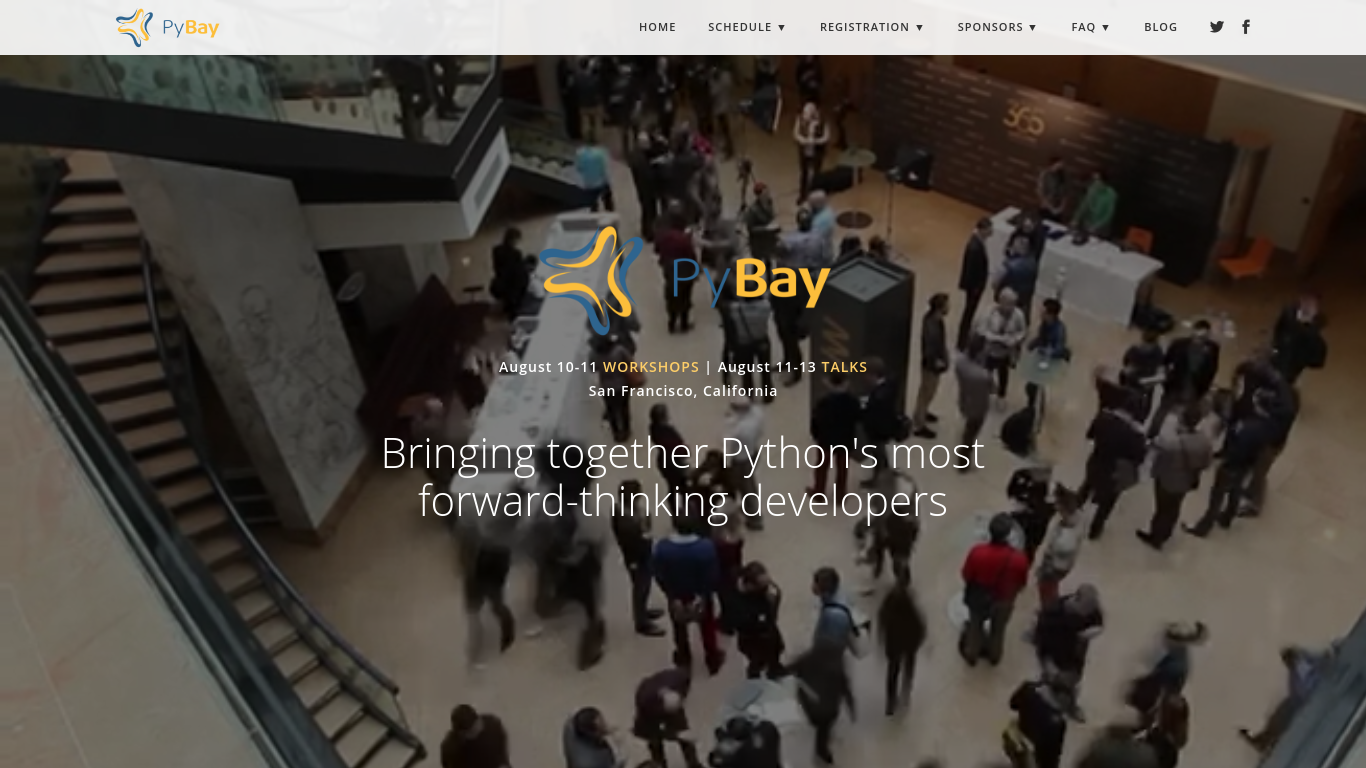 PyBay
HOME SCHEDULE ▼ REGISTRATION ▼ SPONSORS ▼ FAQ ▼ BLOG
365
PyBay
August 10-11 WORKSHOPS | August 11-13 TALKS
San Francisco, California
Bringing together Python's most
forward-thinking developers